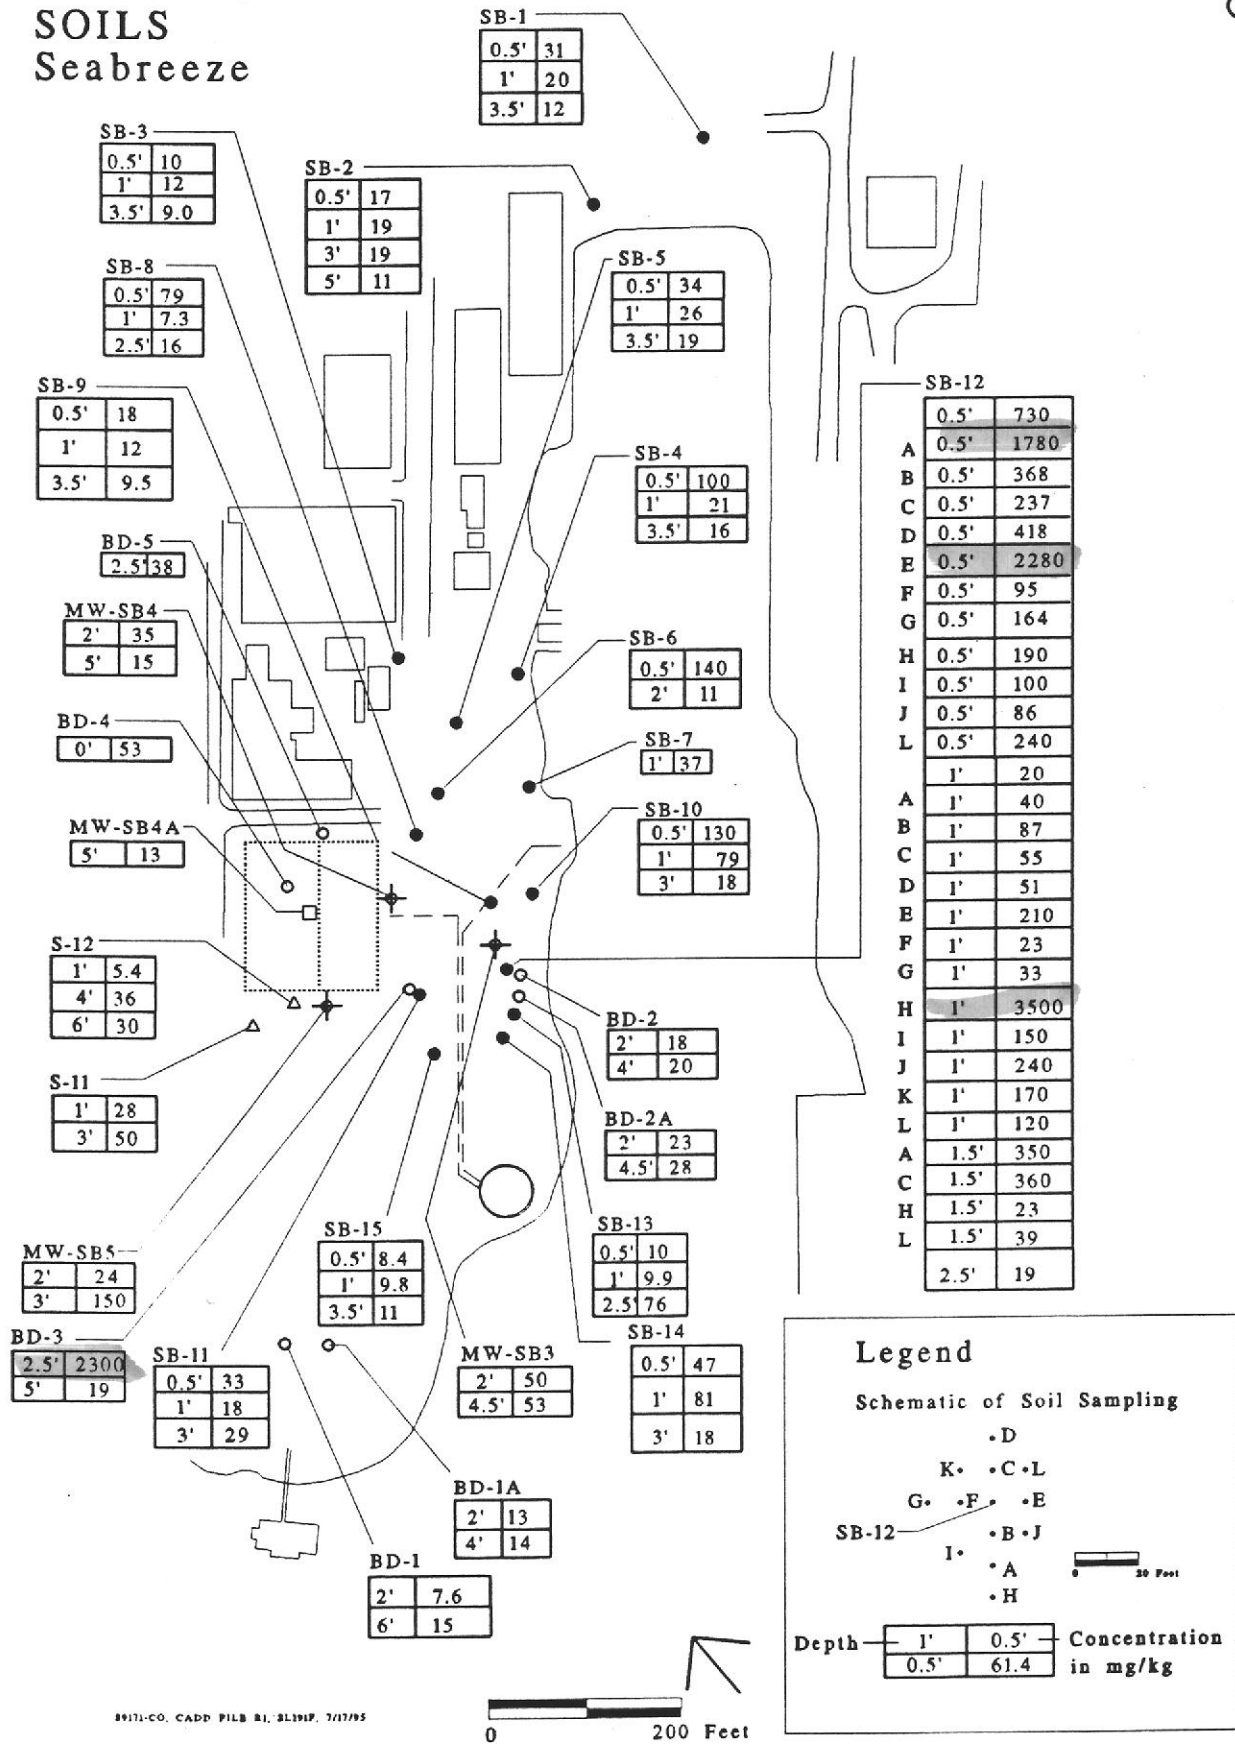 SOILS
Seabreeze
SB-1
0.5' 31
1' 20
3.5' 12
SB-3
0.5' 10
1' 12
3.5' 9.0
SB-2
0.5' 17
1' 19
3' 19
5' 11
SB-8
0.5' 79
1' 7.3
2.5' 16
SB-5
0.5' 34
1' 26
3.5' 19
SB-9
0.5' 18
1' 12
3.5' 9.5
SB-4
0.5' 100
1' 21
3.5' 16
BD-5
2.5' 38
MW-SB4
2' 35
5' 15
SB-6
0.5' 140
2' 11
BD-4
0' 53
SB-7
1' 37
MW-SB4A
5' 13
SB-10
0.5' 130
1' 79
3' 18
SB-12
0.5' 730
A 0.5' 1780
B 0.5' 368
C 0.5' 237
D 0.5' 418
E 0.5' 2280
F 0.5' 95
G 0.5' 164
H 0.5' 190
I 0.5' 100
J 0.5' 86
L 0.5' 240
1' 20
A 1' 40
B 1' 87
C 1' 55
D 1' 51
E 1' 210
F 1' 23
G 1' 33
H 1' 3500
I 1' 150
J 1' 240
K 1' 170
L 1' 120
A 1.5' 350
C 1.5' 360
H 1.5' 23
L 1.5' 39
2.5' 19
S-12
1' 5.4
4' 36
6' 30
S-11
1' 28
3' 50
BD-2
2' 18
4' 20
BD-2A
2' 23
4.5' 28
MW-SB5
2' 24
3' 150
SB-15
0.5' 8.4
1' 9.8
3.5' 11
SB-13
0.5' 10
1' 9.9
2.5' 76
BD-3
2.5' 2300
5' 19
SB-11
0.5' 33
1' 18
3' 29
MW-SB3
2' 50
4.5' 53
SB-14
0.5' 47
1' 81
3' 18
BD-1A
2' 13
4' 14
BD-1
2' 7.6
6' 15
Legend
Schematic of Soil Sampling
D
K C L
G F E
SB-12
B J
I
A
H
0 20 Feet
Depth 1' 0.5' Concentration
0.5' 61.4 in mg/kg
0 200 Feet
7/17/95